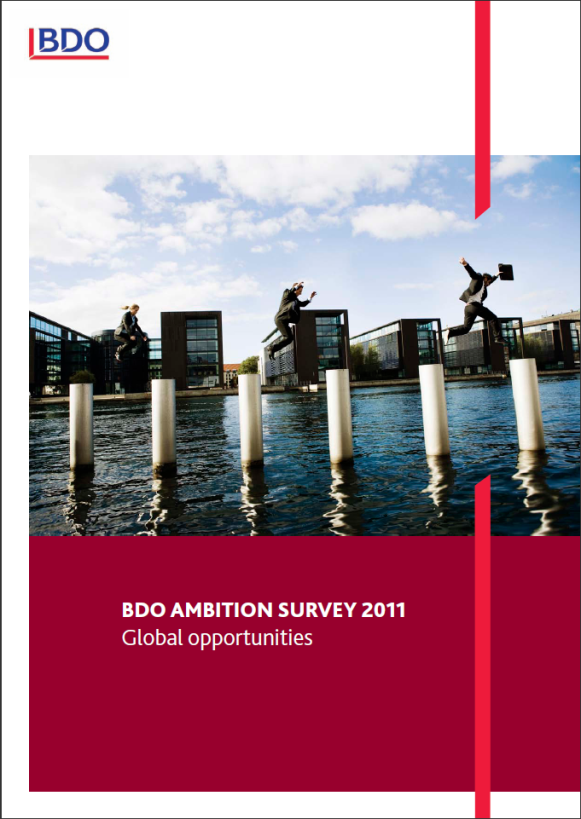 BDO
BDO AMBITION SURVEY 2011
Global opportunities